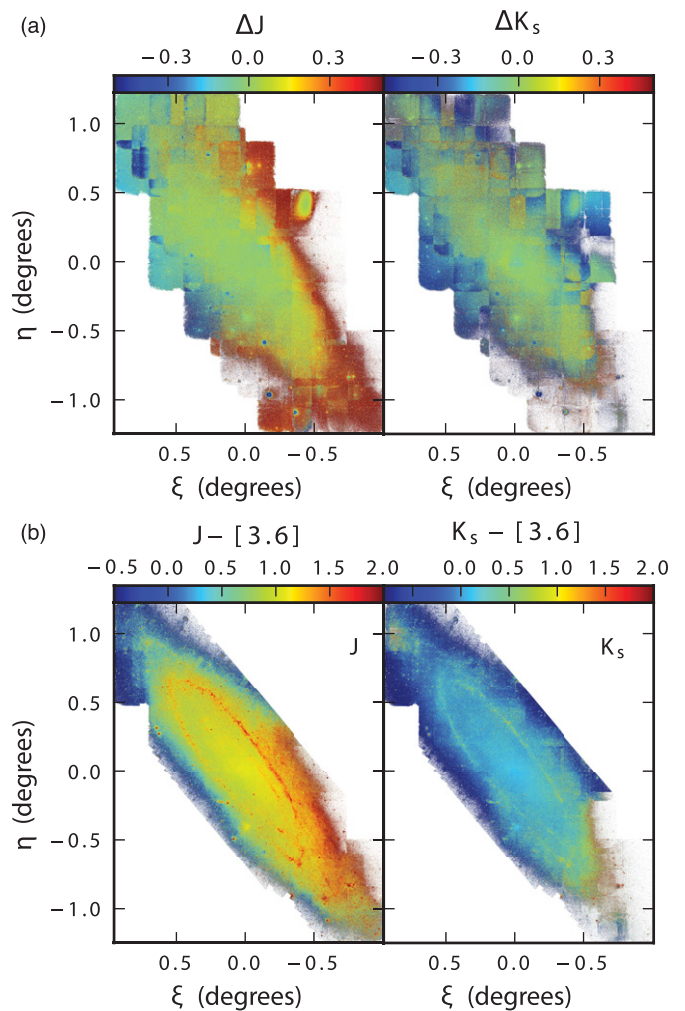 (a)
ΔJ ΔKs
−0.3 0.0 0.3 −0.3 0.0 0.3
1.0
0.5
0.0
−0.5
−1.0
η (degrees)
0.5 0.0 −0.5 0.5 0.0 −0.5
ξ (degrees) ξ (degrees)
(b)
J−[3.6] Ks−[3.6]
−0.5 0.0 0.5 1.0 1.5 2.0 0.0 0.5 1.0 1.5 2.0
J Ks
1.0
0.5
0.0
−0.5
−1.0
η (degrees)
0.5 0.0 −0.5 0.5 0.0 −0.5
ξ (degrees) ξ (degrees)